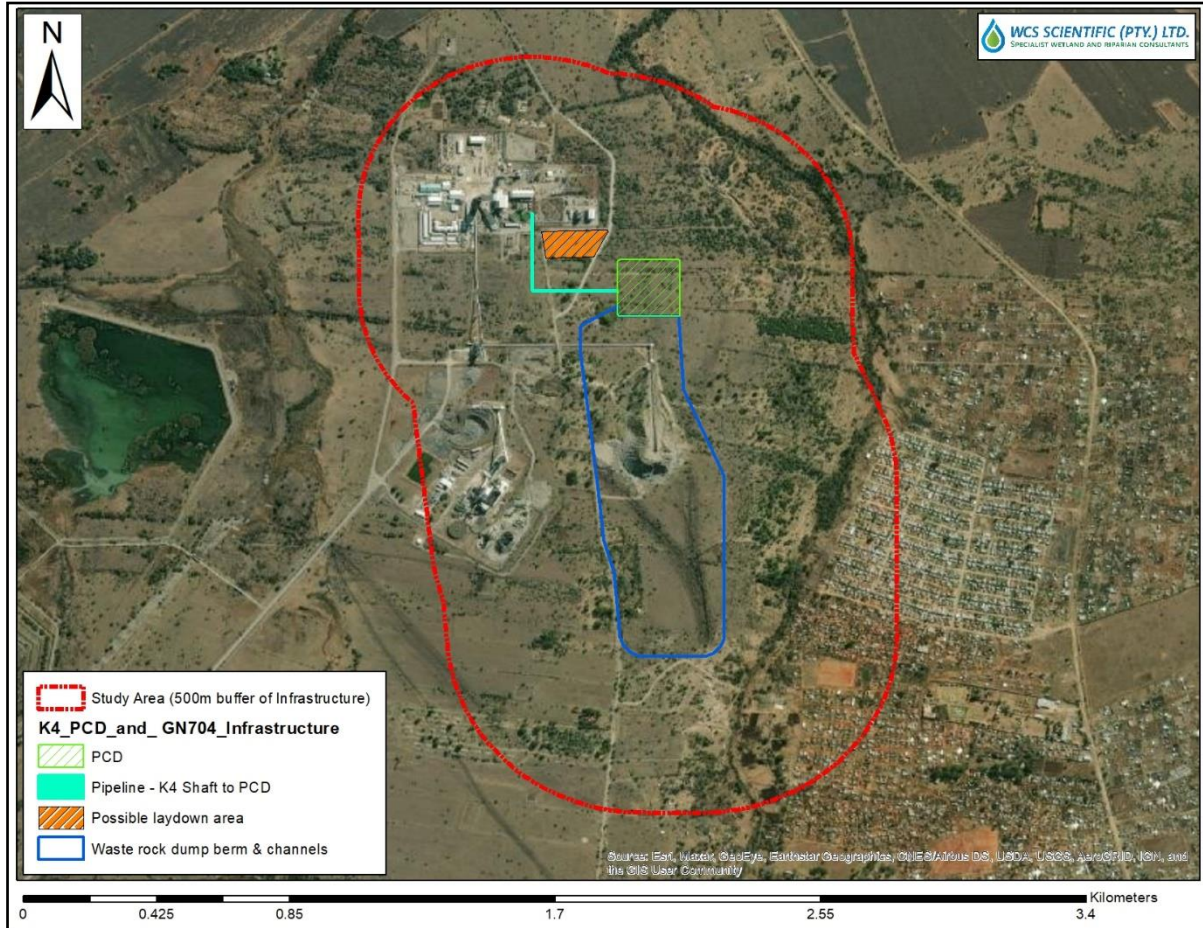 N
WCS SCIENTIFIC (PTY.) LTD.
SPECIALIST WETLAND AND RIPARIAN CONSULTANTS
Study Area (500m buffer of Infrastructure)
K4_PCD_and_ GN704_Infrastructure
PCD
Pipeline - K4 Shaft to PCD
Possible laydown area
Waste rock dump berm & channels
Source: Esri, Maxar, GeoEye, Earthstar Geographics, CNES/Airbus DS, USDA, USGS, AeroGRID, IGN, and
the GIS User Community
Kilometers
0 0.425 0.85 1.7 2.55 3.4